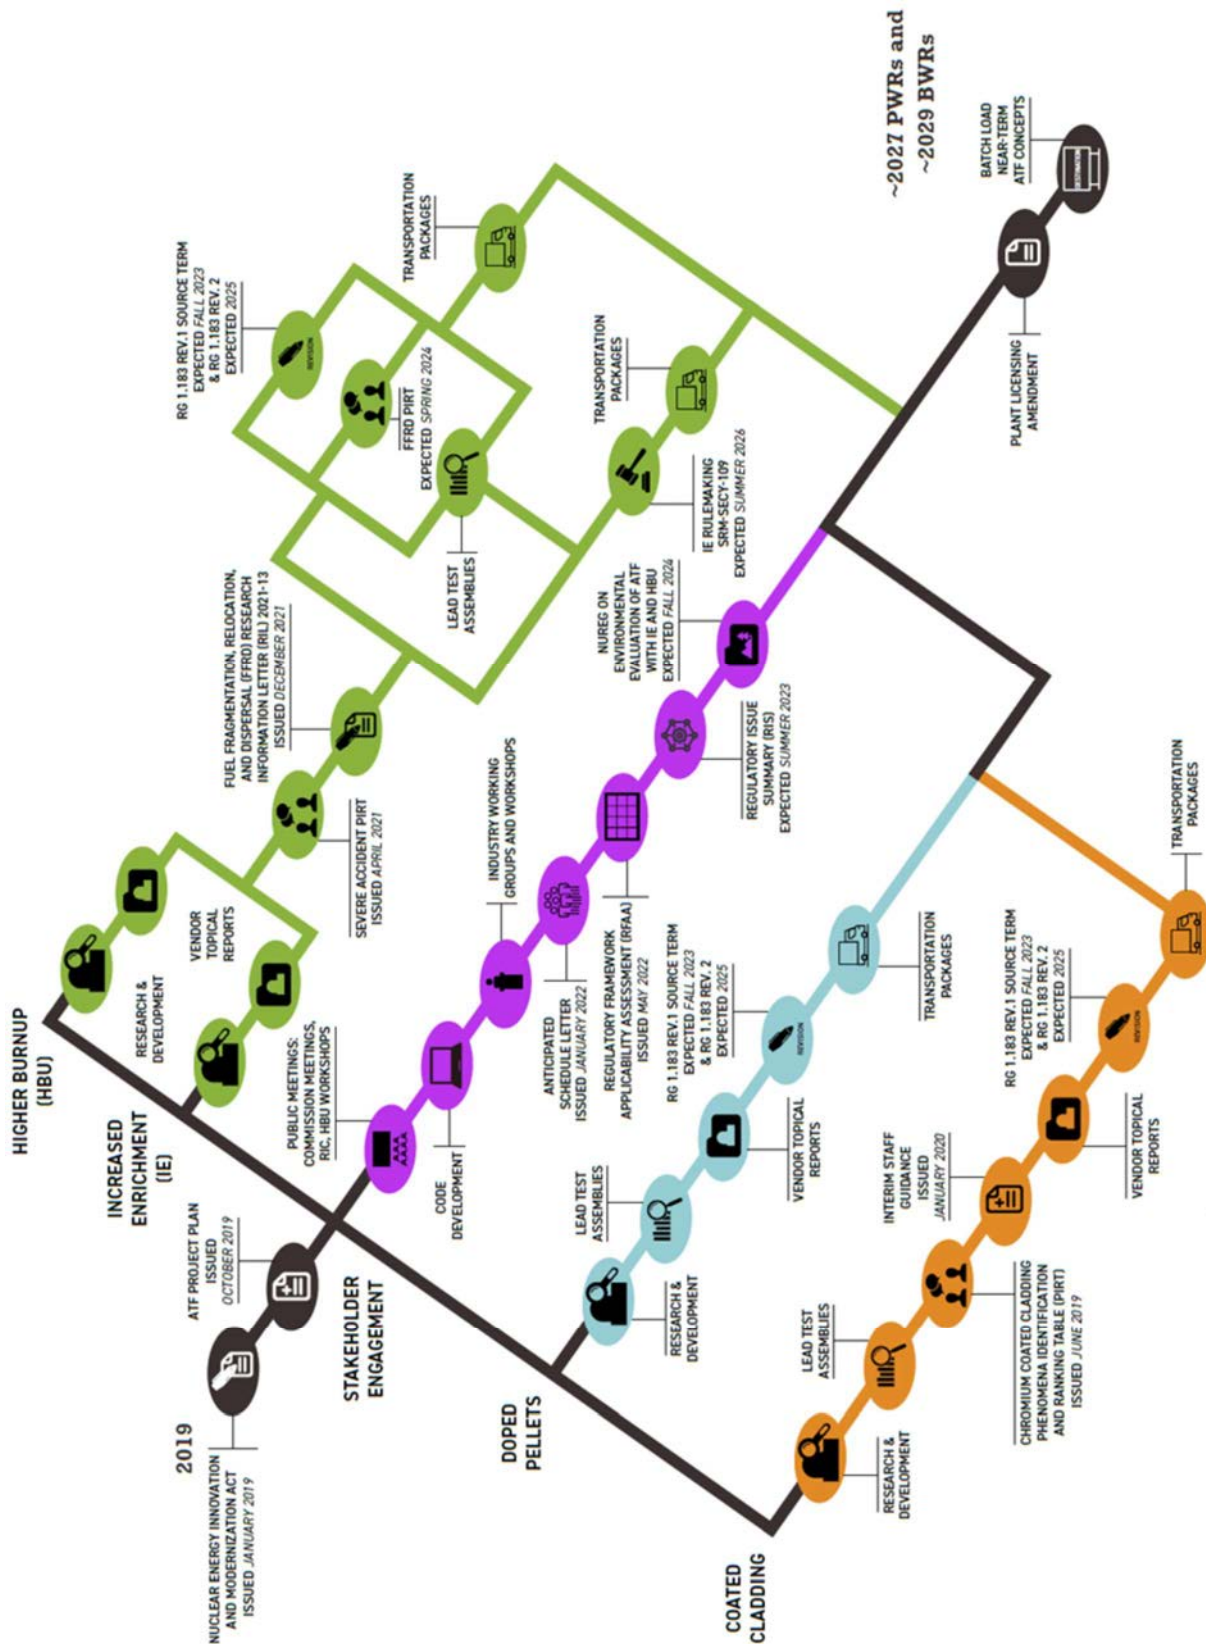 2019
NUCLEAR ENERGY INNOVATION
AND MODERNIZATION ACT
ISSUED JANUARY 2019
ATF PROJECT PLAN
ISSUED
OCTOBER 2019
HIGHER BURNUP
(HBU)
RESEARCH &
DEVELOPMENT
INCREASED
ENRICHMENT
(IE)
VENDOR
TOPICAL
REPORTS
SEVERE ACCIDENT PIRT
ISSUED APRIL 2021
FUEL FRAGMENTATION, RELOCATION,
AND DISPERSAL (FFRD) RESEARCH
INFORMATION LETTER (RIL) 2021-13
ISSUED DECEMBER 2021
LEAD TEST
ASSEMBLIES
FFRD PIRT
EXPECTED SPRING 2024
RG 1.183 REV.1 SOURCE TERM
EXPECTED FALL 2023
& RG 1.183 REV. 2
EXPECTED 2025
REVISION
TRANSPORTATION
PACKAGES
IE RULEMAKING
SRM-SECY-109
EXPECTED SUMMER 2026
TRANSPORTATION
PACKAGES
STAKEHOLDER
ENGAGEMENT
PUBLIC MEETINGS:
COMMISSION MEETINGS,
RIC, HBU WORKSHOPS
CODE
DEVELOPMENT
INDUSTRY WORKING
GROUPS AND WORKSHOPS
ANTICIPATED
SCHEDULE LETTER
ISSUED JANUARY 2022
REGULATORY FRAMEWORK
APPLICABILITY ASSESSMENT (RFAA)
ISSUED MAY 2022
REGULATORY ISSUE
SUMMARY (RIS)
EXPECTED SUMMER 2023
NUREG ON
ENVIRONMENTAL
EVALUATION OF ATF
WITH IE AND HBU
EXPECTED FALL 2024
DOPED
PELLETS
RESEARCH &
DEVELOPMENT
LEAD TEST
ASSEMBLIES
VENDOR TOPICAL
REPORTS
RG 1.183 REV.1 SOURCE TERM
EXPECTED FALL 2023
& RG 1.183 REV. 2
EXPECTED 2025
REVISION
TRANSPORTATION
PACKAGES
COATED
CLADDING
RESEARCH &
DEVELOPMENT
LEAD TEST
ASSEMBLIES
CHROMIUM COATED CLADDING
PHENOMENA IDENTIFICATION
AND RANKING TABLE (PIRT)
ISSUED JUNE 2019
INTERIM STAFF
GUIDANCE
ISSUED
JANUARY 2020
VENDOR TOPICAL
REPORTS
RG 1.183 REV.1 SOURCE TERM
EXPECTED FALL 2023
& RG 1.183 REV. 2
EXPECTED 2025
REVISION
TRANSPORTATION
PACKAGES
PLANT LICENSING
AMENDMENT
~2027 PWRs and
~2029 BWRs
BATCH LOAD
NEAR-TERM
ATF CONCEPTS
DESTINATION